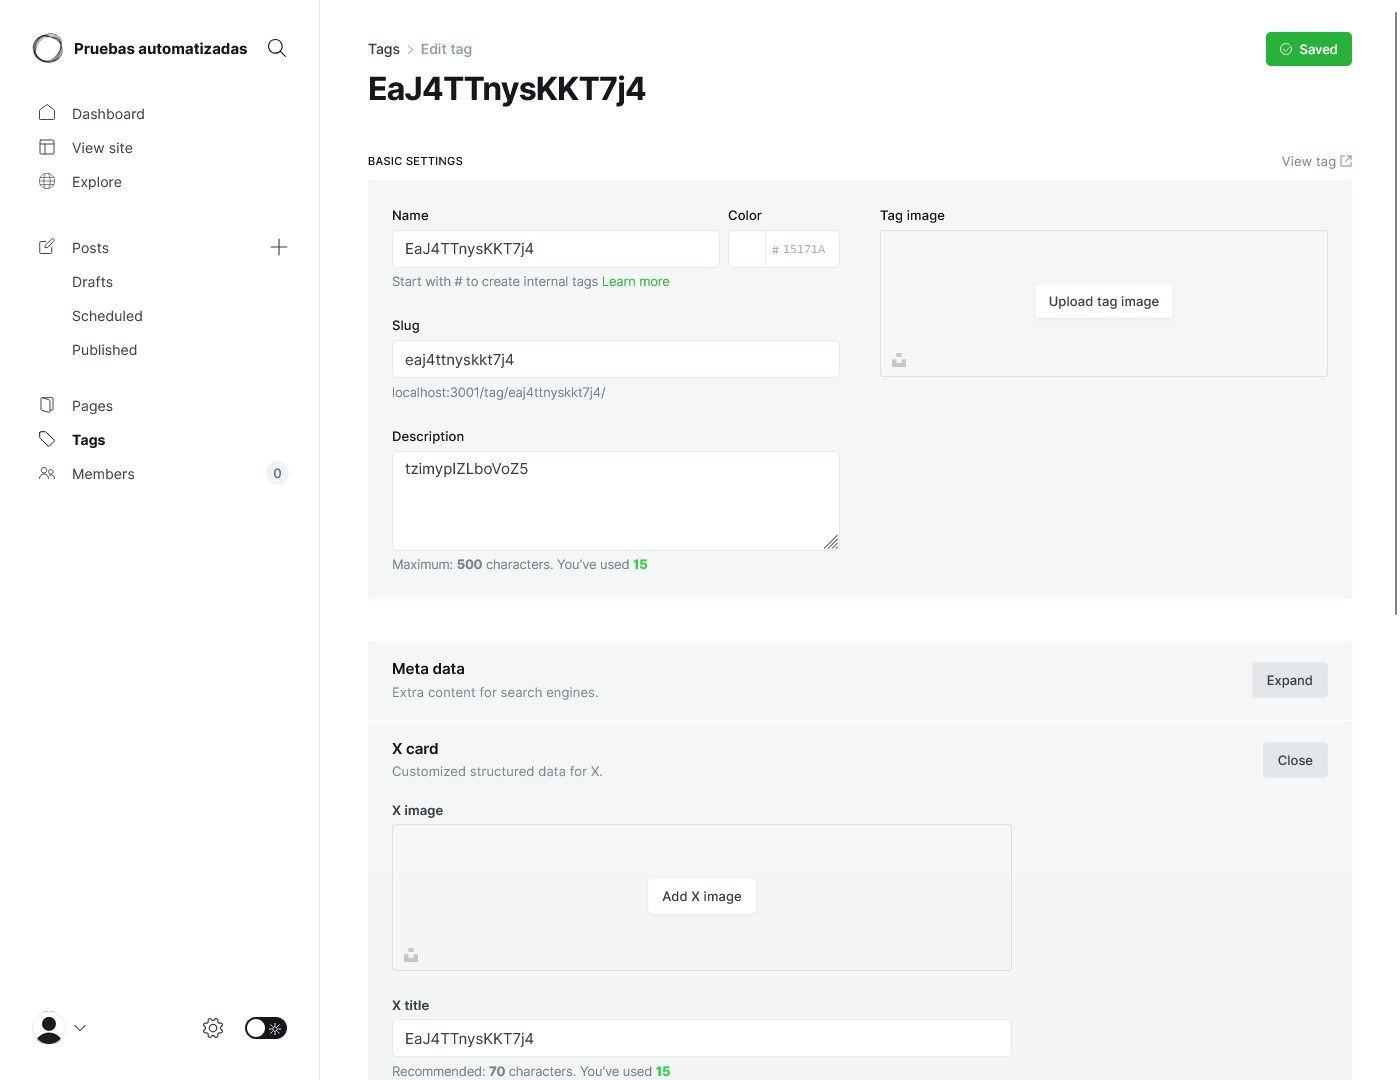 Pruebas automatizadas
Dashboard
View site
Explore
Posts
Drafts
Scheduled
Published
Pages
Tags
Members 0
Tags > Edit tag
Saved
EaJ4TTnysKKT7j4
BASIC SETTINGS
View tag
Name
EaJ4TTnysKKT7j4
Start with # to create internal tags Learn more
Color
# 15171A
Slug
eaj4ttnyskkt7j4
localhost:3001/tag/eaj4ttnyskkt7j4/
Description
tzimypIZLboVoZ5
Maximum: 500 characters. You’ve used 15
Tag image
Upload tag image
Meta data
Extra content for search engines.
Expand
X card
Customized structured data for X.
Close
X image
Add X image
X title
EaJ4TTnysKKT7j4
Recommended: 70 characters. You’ve used 15